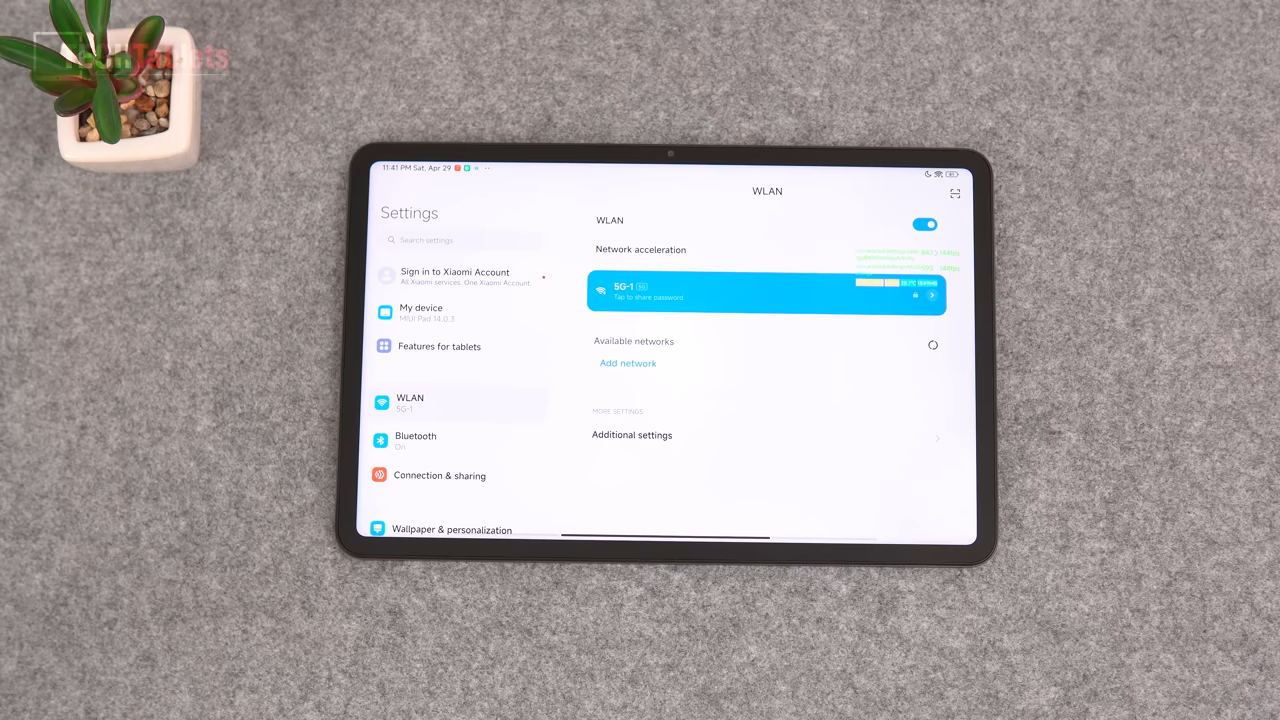 TechTablets
11:41 PM Sat, Apr 29
WLAN
Settings
Search settings
Sign in to Xiaomi Account
All Xiaomi services. One Xiaomi Account
My device
MIUI Pad 14.0.3
Features for tablets
WLAN
5G-1
Bluetooth
On
Connection & sharing
Wallpaper & personalization
WLAN
Network acceleration
144fps
5G-1 5G
Tap to share password
Available networks
Add network
MORE SETTINGS
Additional settings